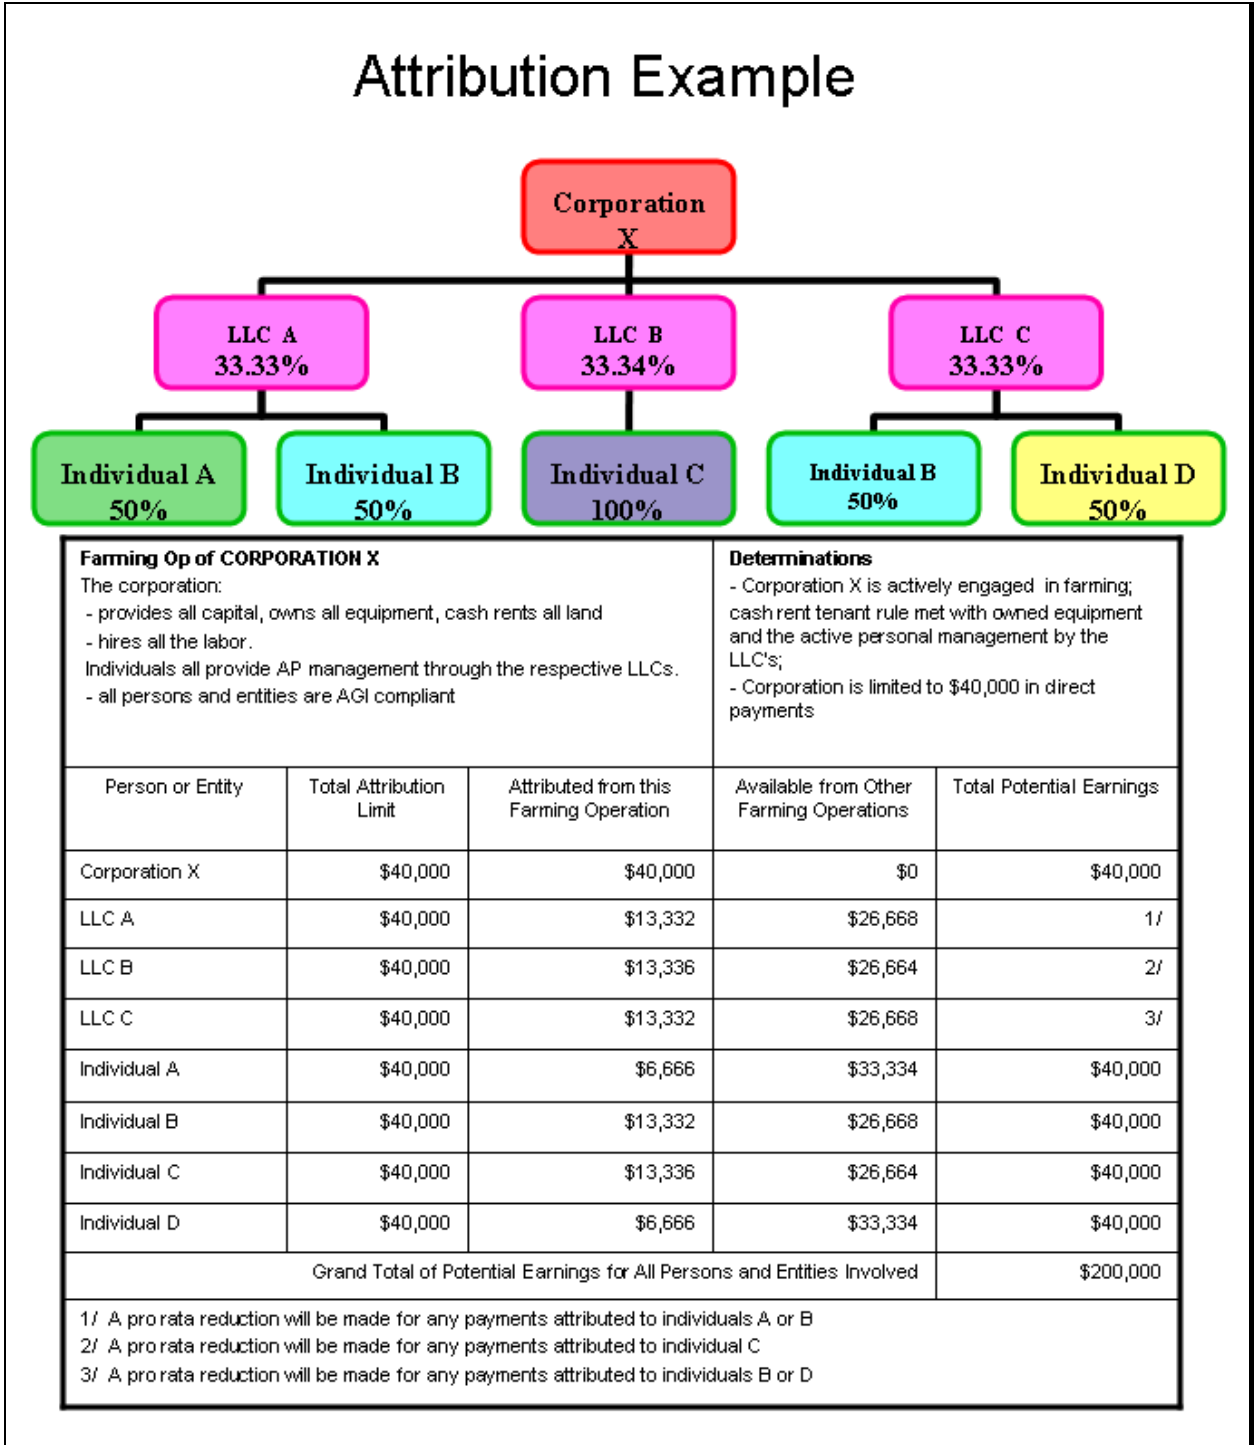 Attribution Example
Corporation
X
LLC A
33.33%
LLC B
33.34%
LLC C
33.33%
Individual A
50%
Individual B
50%
Individual C
100%
Individual B
50%
Individual D
50%
Farming Op of CORPORATION X
The corporation:
- provides all capital, owns all equipment, cash rents all land
- hires all the labor.
Individuals all provide AP management through the respective LLCs.
- all persons and entities are AGI compliant
Determinations
- Corporation X is actively engaged in farming;
cash rent tenant rule met with owned equipment
and the active personal management by the
LLC's;
- Corporation is limited to $40,000 in direct
payments
Person or Entity
Total Attribution
Limit
Attributed from this
Farming Operation
Available from Other
Farming Operations
Total Potential Earnings
Corporation X $40,000 $40,000 $0 $40,000
LLC A $40,000 $13,332 $26,668 1/
LLC B $40,000 $13,336 $26,664 2/
LLC C $40,000 $13,332 $26,668 3/
Individual A $40,000 $6,666 $33,334 $40,000
Individual B $40,000 $13,332 $26,668 $40,000
Individual C $40,000 $13,336 $26,664 $40,000
Individual D $40,000 $6,666 $33,334 $40,000
Grand Total of Potential Earnings for All Persons and Entities Involved $200,000
1/ A pro rata reduction will be made for any payments attributed to individuals A or B
2/ A pro rata reduction will be made for any payments attributed to individual C
3/ A pro rata reduction will be made for any payments attributed to individuals B or D